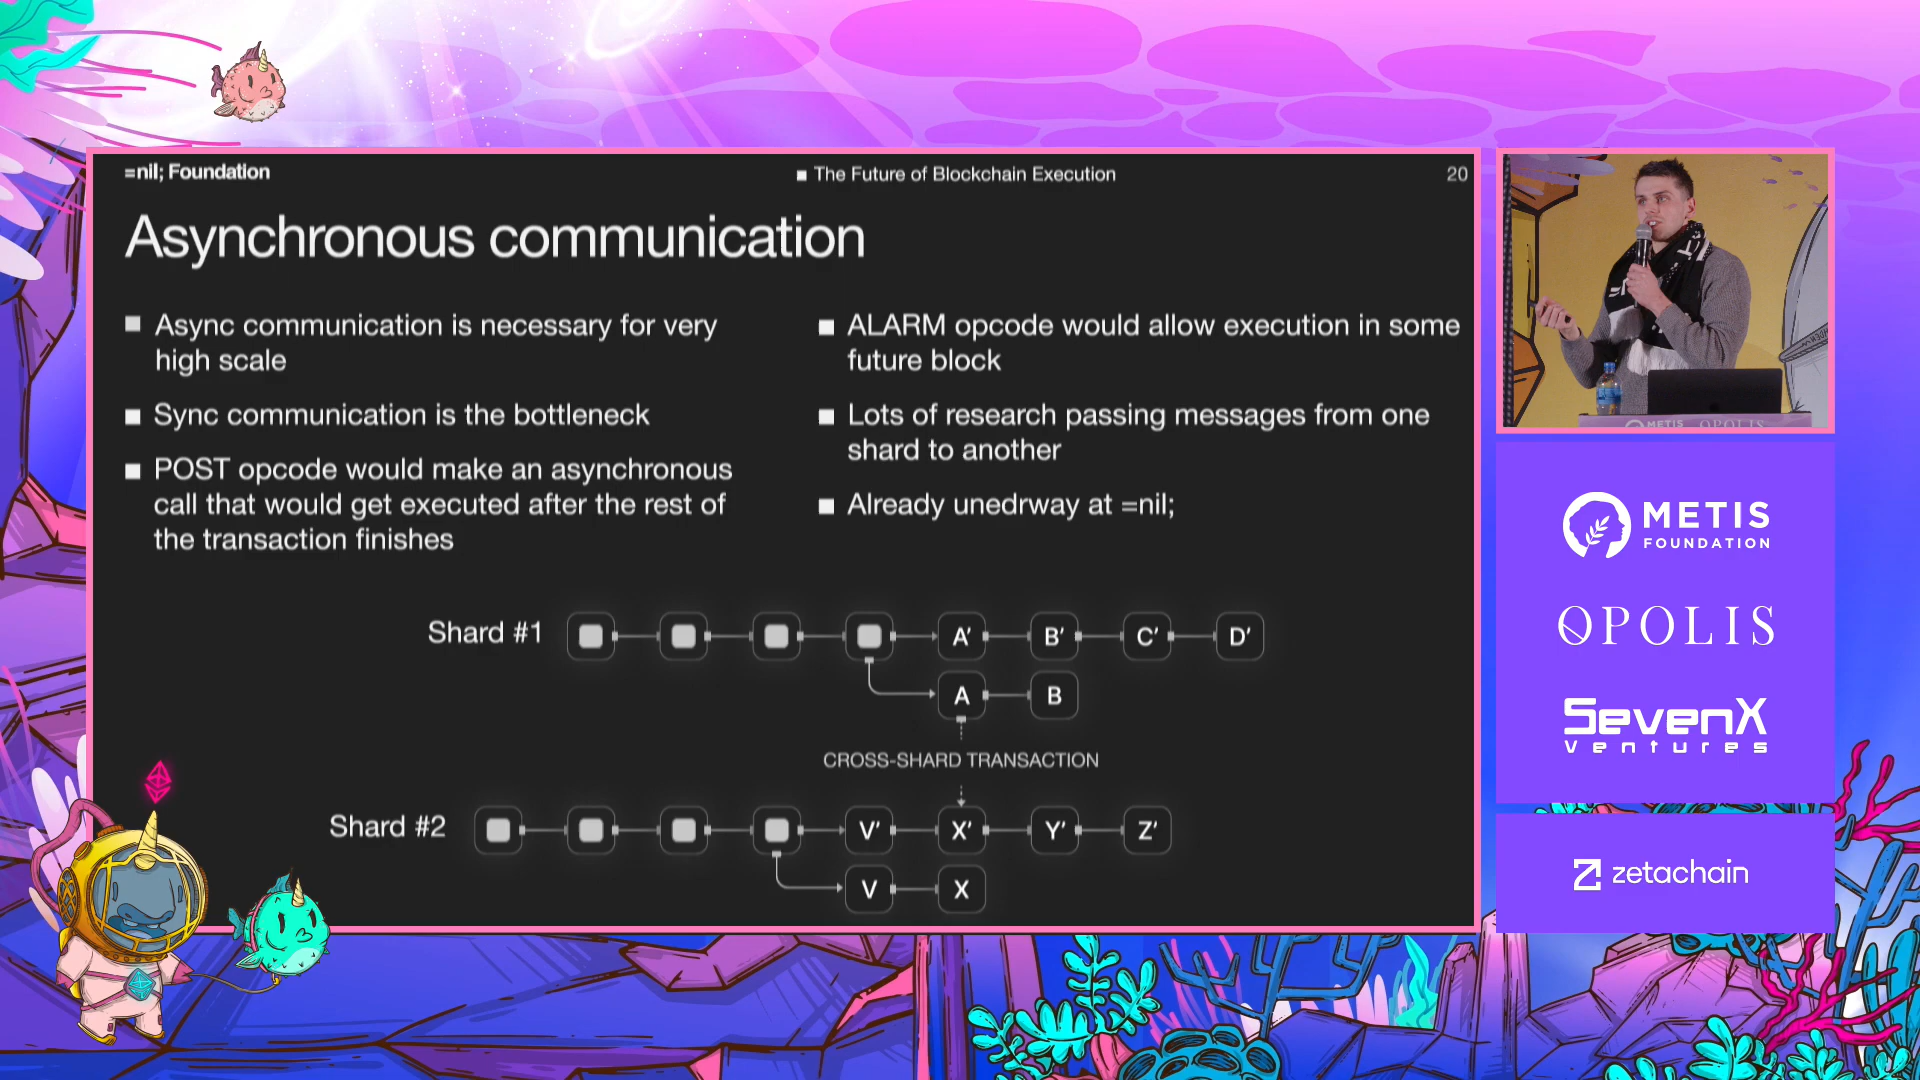 =nil; Foundation
The Future of Blockchain Execution
20
Asynchronous communication
Async communication is necessary for very
high scale
Sync communication is the bottleneck
POST opcode would make an asynchronous
call that would get executed after the rest of
the transaction finishes
ALARM opcode would allow execution in some
future block
Lots of research passing messages from one
shard to another
Already unedrway at =nil;
Shard #1
A′ B′ C′ D′
A B
CROSS-SHARD TRANSACTION
Shard #2
V′ X′ Y′ Z′
V X
METIS OPOLIS
METIS
FOUNDATION
OPOLIS
SevenX
Ventures
zetachain